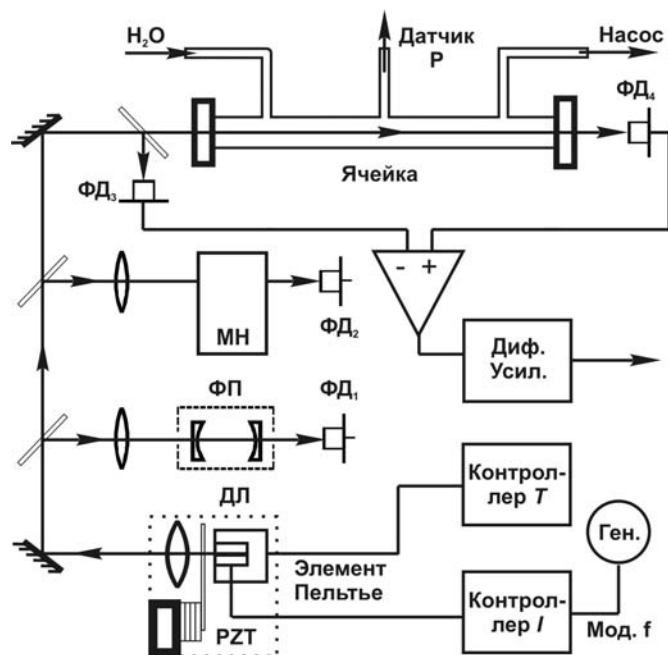 H₂O
Датчик
P
Насос
ФД₄
Ячейка
ФД₃
- +
МН
ФД₂
Диф.
Усил.
ФП
ФД₁
ДЛ
Контрол-
лер T
Ген.
Элемент
Пельтье
PZT
Контрол-
лер I
Мод. f